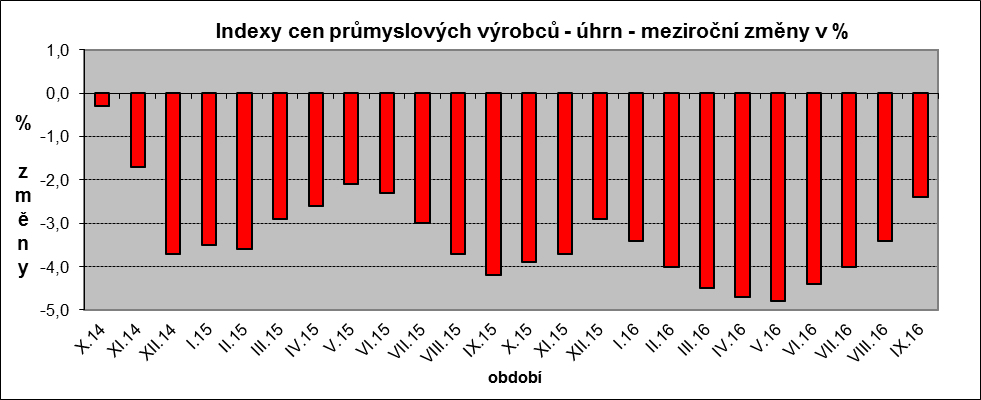 Indexy cen průmyslových výrobců - úhrn - meziroční změny v %
1,0
0,0
-1,0
-2,0
-3,0
-4,0
-5,0
%
z
m
ě
n
y
X.14 XI.14 XII.14 I.15 II.15 III.15 IV.15 V.15 VI.15 VII.15 VIII.15 IX.15 X.15 XI.15 XII.15 I.16 II.16 III.16 IV.16 V.16 VI.16 VII.16 VIII.16 IX.16
období